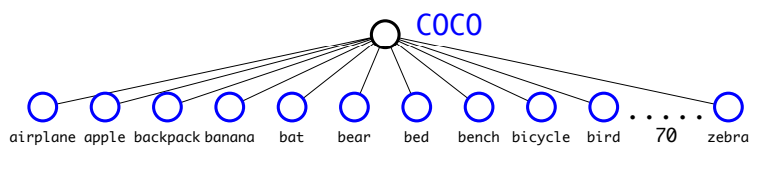 COCO
airplane apple backpack banana bat bear bed bench bicycle bird ..... 70 zebra